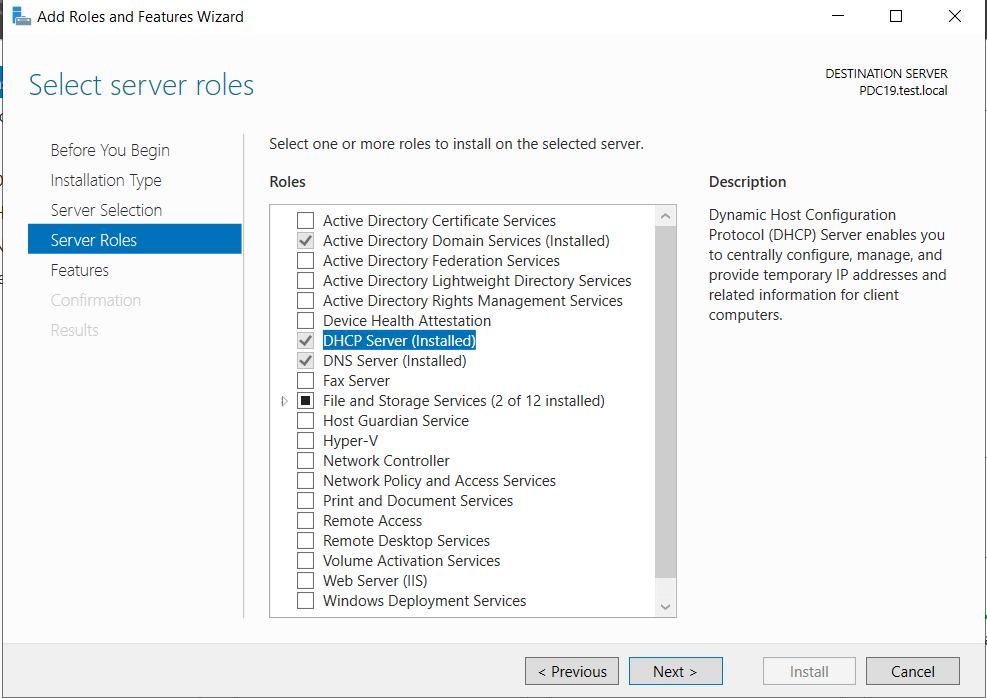 Add Roles and Features Wizard
Select server roles
DESTINATION SERVER
PDC19.test.local
Before You Begin
Installation Type
Server Selection
Server Roles
Features
Confirmation
Results
Select one or more roles to install on the selected server.
Roles
Active Directory Certificate Services
Active Directory Domain Services (Installed)
Active Directory Federation Services
Active Directory Lightweight Directory Services
Active Directory Rights Management Services
Device Health Attestation
DHCP Server (Installed)
DNS Server (Installed)
Fax Server
File and Storage Services (2 of 12 installed)
Host Guardian Service
Hyper-V
Network Controller
Network Policy and Access Services
Print and Document Services
Remote Access
Remote Desktop Services
Volume Activation Services
Web Server (IIS)
Windows Deployment Services
Description
Dynamic Host Configuration
Protocol (DHCP) Server enables you
to centrally configure, manage, and
provide temporary IP addresses and
related information for client
computers.
< Previous
Next >
Install
Cancel